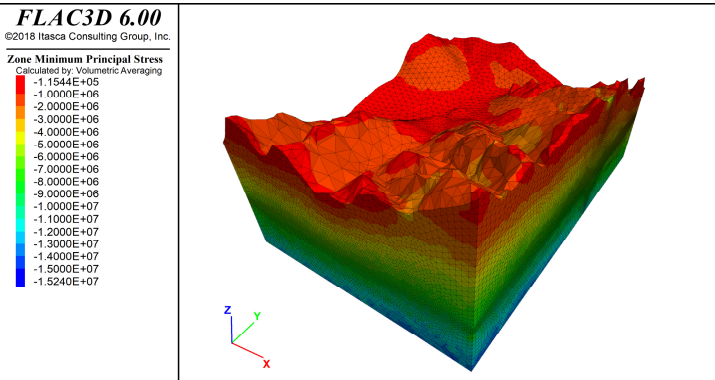 FLAC3D 6.00
©2018 Itasca Consulting Group, Inc.
Zone Minimum Principal Stress
Calculated by: Volumetric Averaging
-1.1544E+05
-1.0000E+06
-2.0000E+06
-3.0000E+06
-4.0000E+06
-5.0000E+06
-6.0000E+06
-7.0000E+06
-8.0000E+06
-9.0000E+06
-1.0000E+07
-1.1000E+07
-1.2000E+07
-1.3000E+07
-1.4000E+07
-1.5000E+07
-1.5240E+07
Z
Y
X